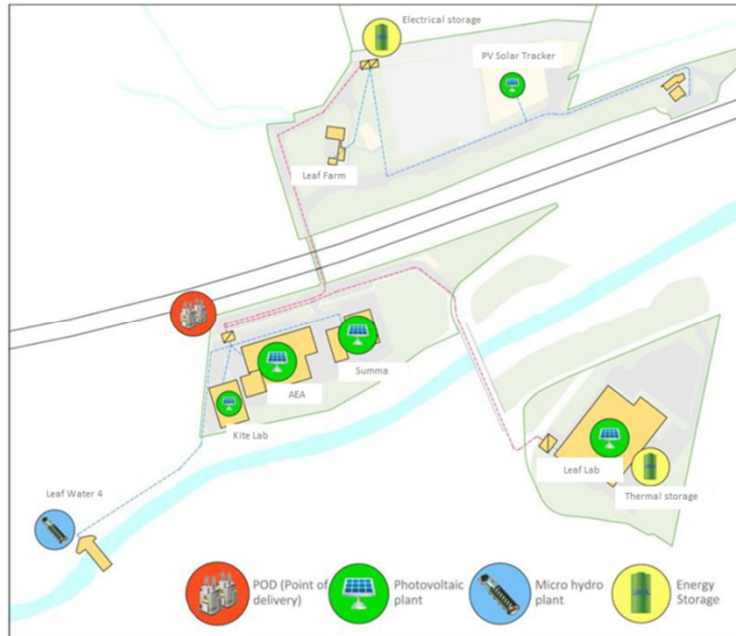 Electrical storage
PV Solar Tracker
Leaf Farm
Summa
AEA
Kite Lab
Leaf Lab
Thermal storage
Leaf Water 4
POD (Point of
delivery)
Photovoltaic
plant
Micro hydro
plant
100 %
Energy
Storage